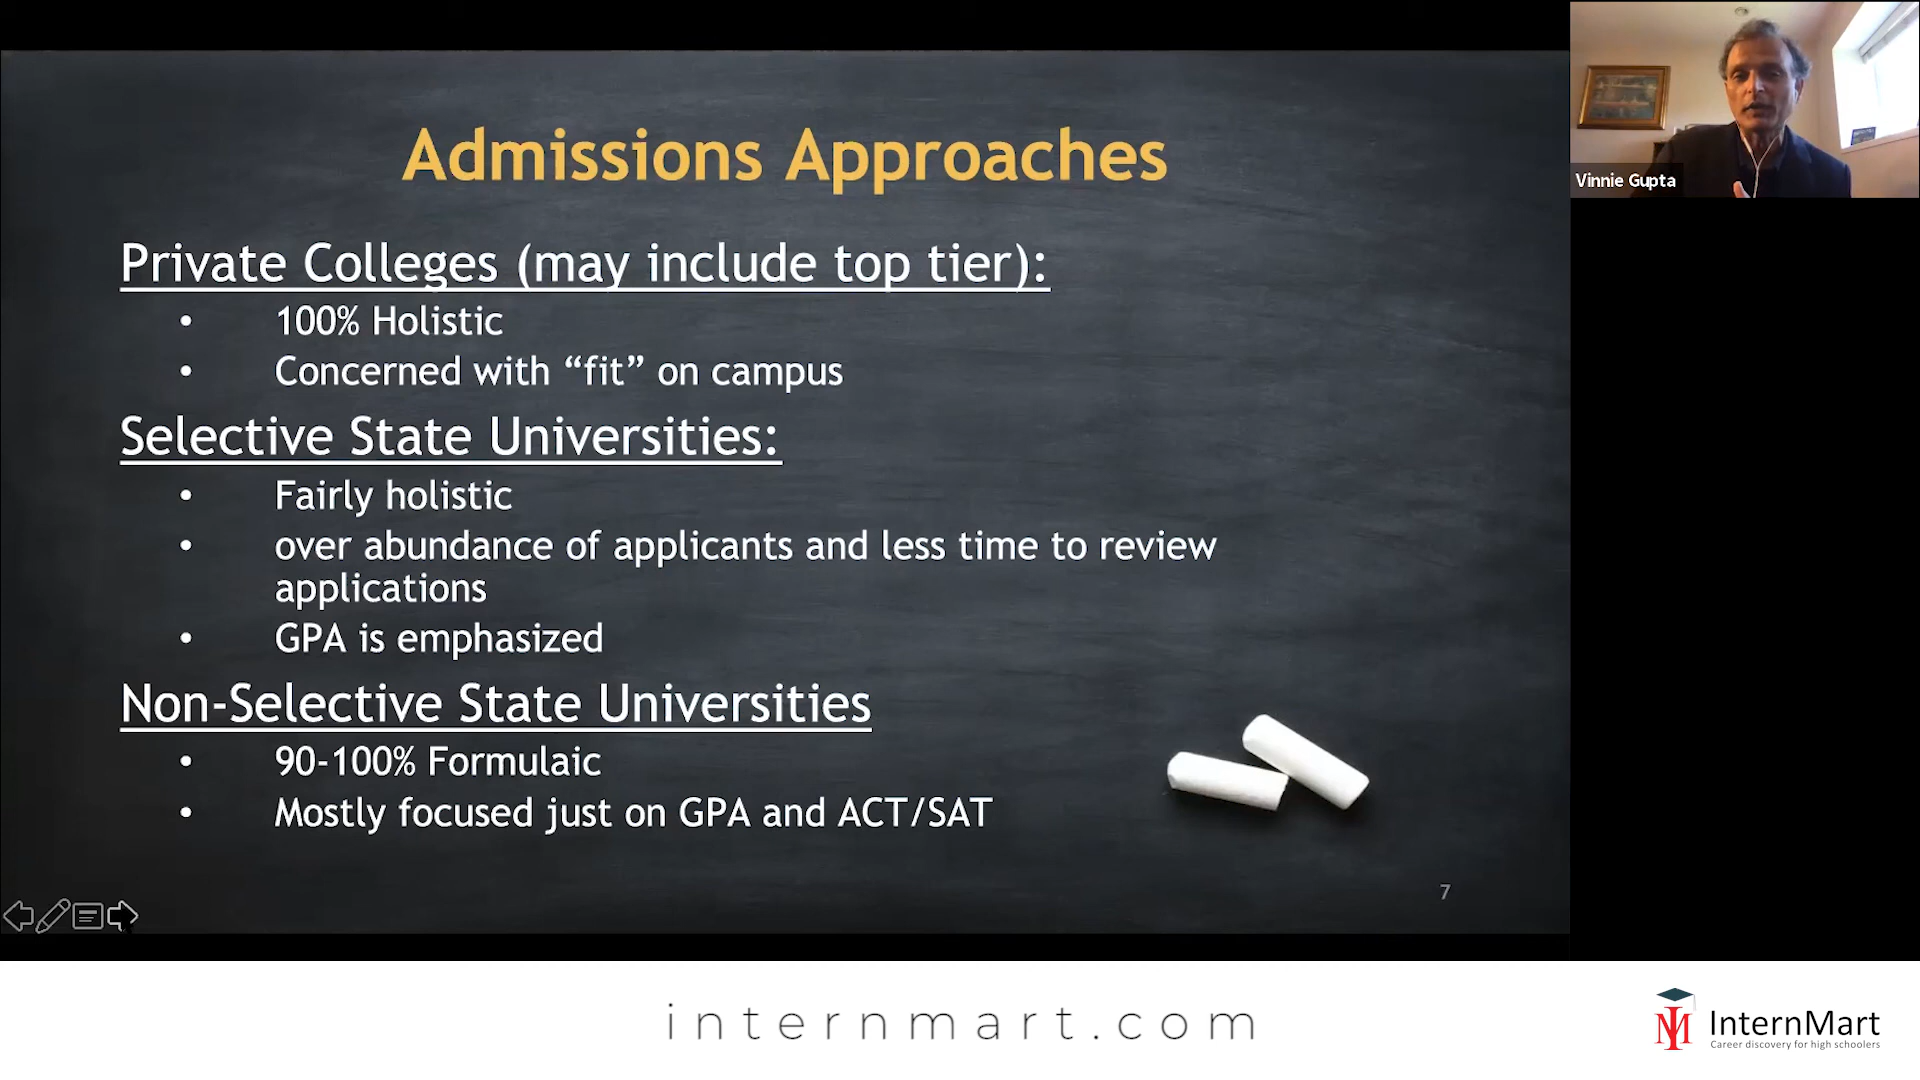 Admissions Approaches
Private Colleges (may include top tier):
• 100% Holistic
• Concerned with “fit” on campus
Selective State Universities:
• Fairly holistic
• over abundance of applicants and less time to review
applications
• GPA is emphasized
Non-Selective State Universities
• 90-100% Formulaic
• Mostly focused just on GPA and ACT/SAT
7
Vinnie Gupta
internmart.com
IM
InternMart
Career discovery for high schoolers